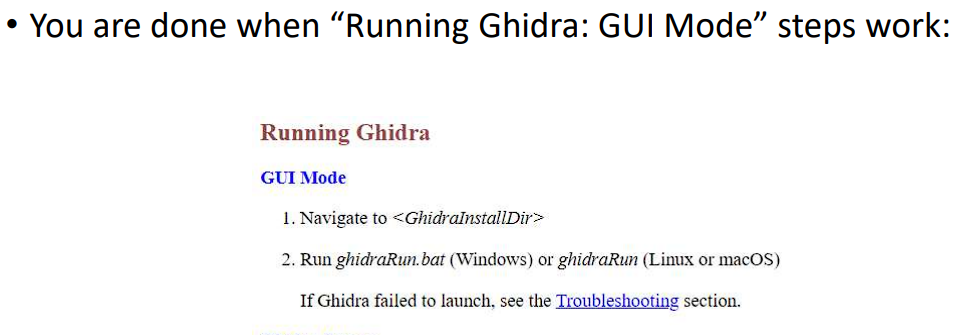 • You are done when “Running Ghidra: GUI Mode” steps work:
Running Ghidra
GUI Mode
1. Navigate to <GhidraInstallDir>
2. Run ghidraRun.bat (Windows) or ghidraRun (Linux or macOS)
If Ghidra failed to launch, see the Troubleshooting section.